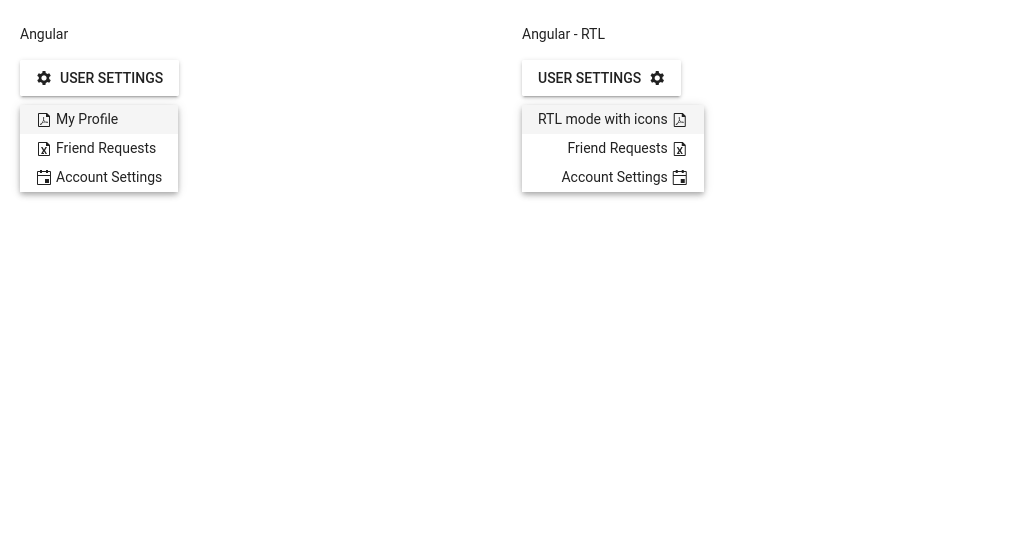 Angular
USER SETTINGS
My Profile
Friend Requests
Account Settings
Angular - RTL
USER SETTINGS
RTL mode with icons
Friend Requests
Account Settings